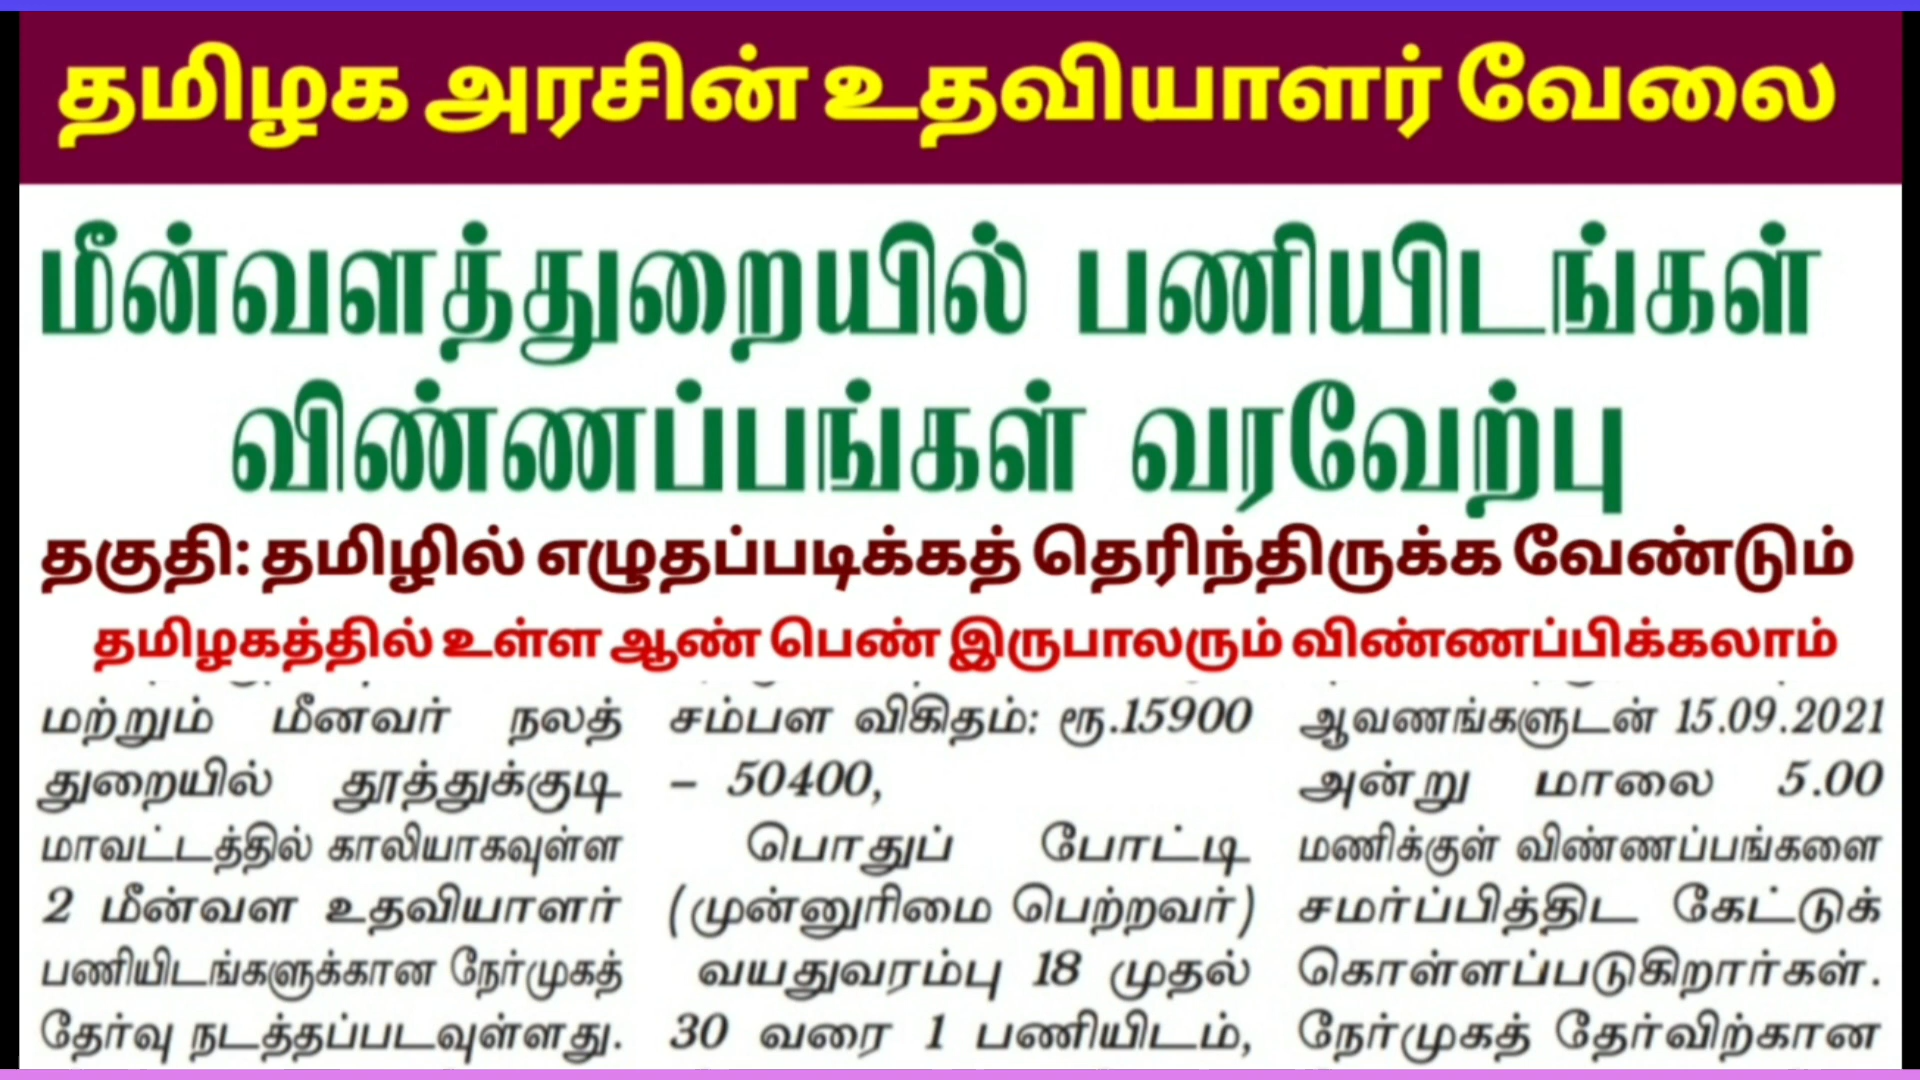 தமிழக அரசின் உதவியாளர் வேலை
மீன்வளத்துறையில் பணியிடங்கள்
விண்ணப்பங்கள் வரவேற்பு
தகுதி: தமிழில் எழுதப்படிக்கத் தெரிந்திருக்க வேண்டும்
தமிழகத்தில் உள்ள ஆண் பெண் இருபாலரும் விண்ணப்பிக்கலாம்
மற்றும் மீனவர் நலத்
துறையில் தூத்துக்குடி
மாவட்டத்தில் காலியாகவுள்ள
2 மீன்வள உதவியாளர்
பணியிடங்களுக்கான நேர்முகத்
தேர்வு நடத்தப்படவுள்ளது.
சம்பள விகிதம்: ரூ.15900
– 50400,
பொதுப் போட்டி
(முன்னுரிமை பெற்றவர்)
வயதுவரம்பு 18 முதல்
30 வரை 1 பணியிடம்,
ஆவணங்களுடன் 15.09.2021
அன்று மாலை 5.00
மணிக்குள் விண்ணப்பங்களை
சமர்ப்பித்திட கேட்டுக்
கொள்ளப்படுகிறார்கள்.
நேர்முகத் தேர்விற்கான